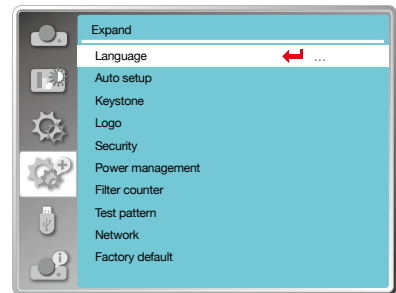 Expand
Language ...
Auto setup
Keystone
Logo
Security
Power management
Filter counter
Test pattern
Network
Factory default